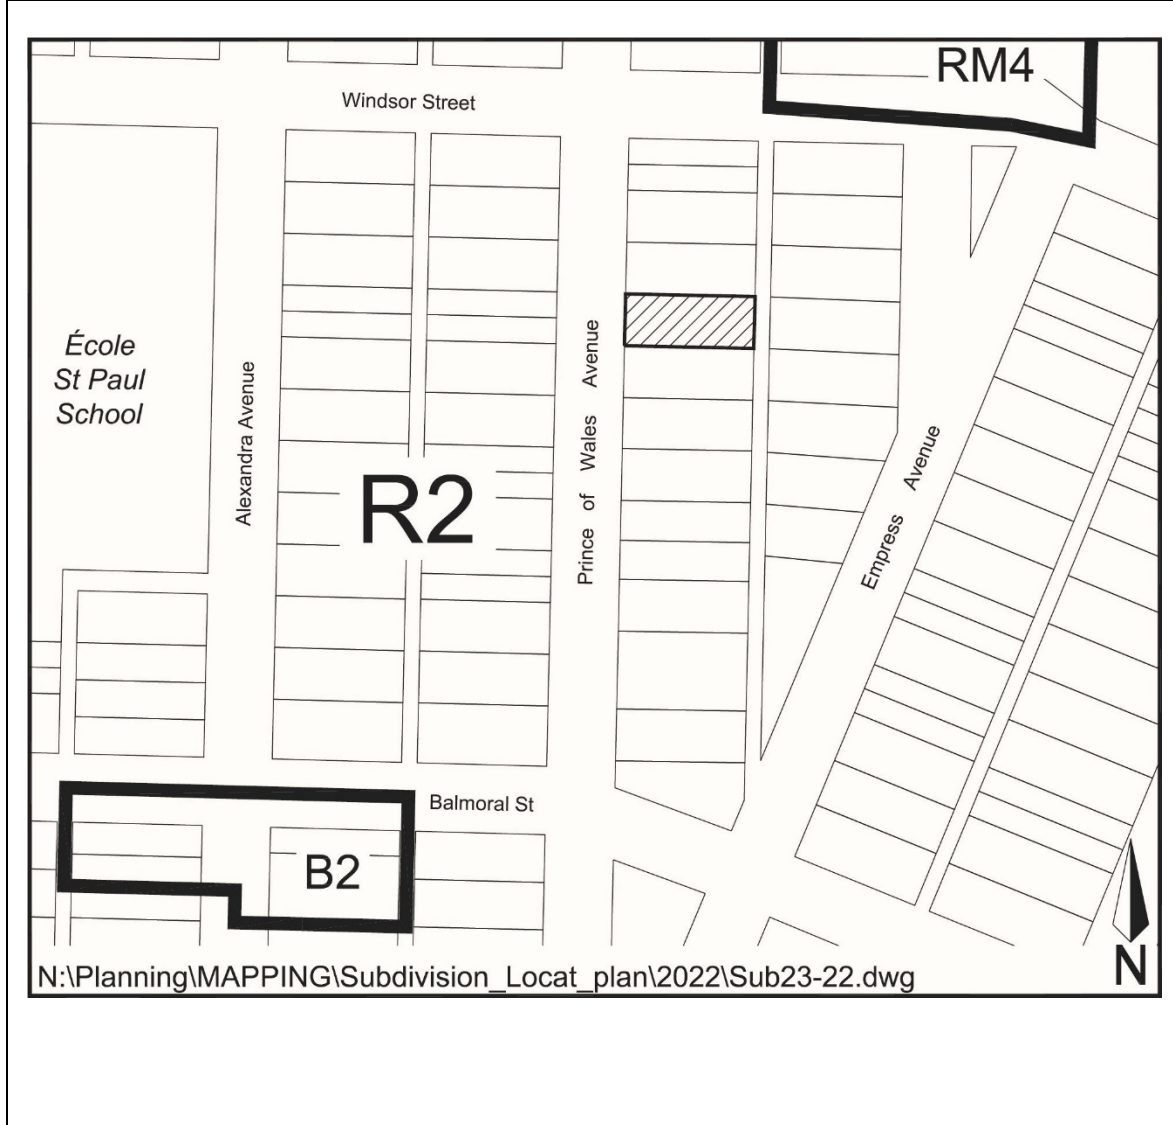 RM4
Windsor Street
École
St Paul
School
Alexandra Avenue
R2
Prince of Wales Avenue
Empress Avenue
Balmoral St
B2
N
N:\Planning\MAPPING\Subdivision_Locat_plan\2022\Sub23-22.dwg